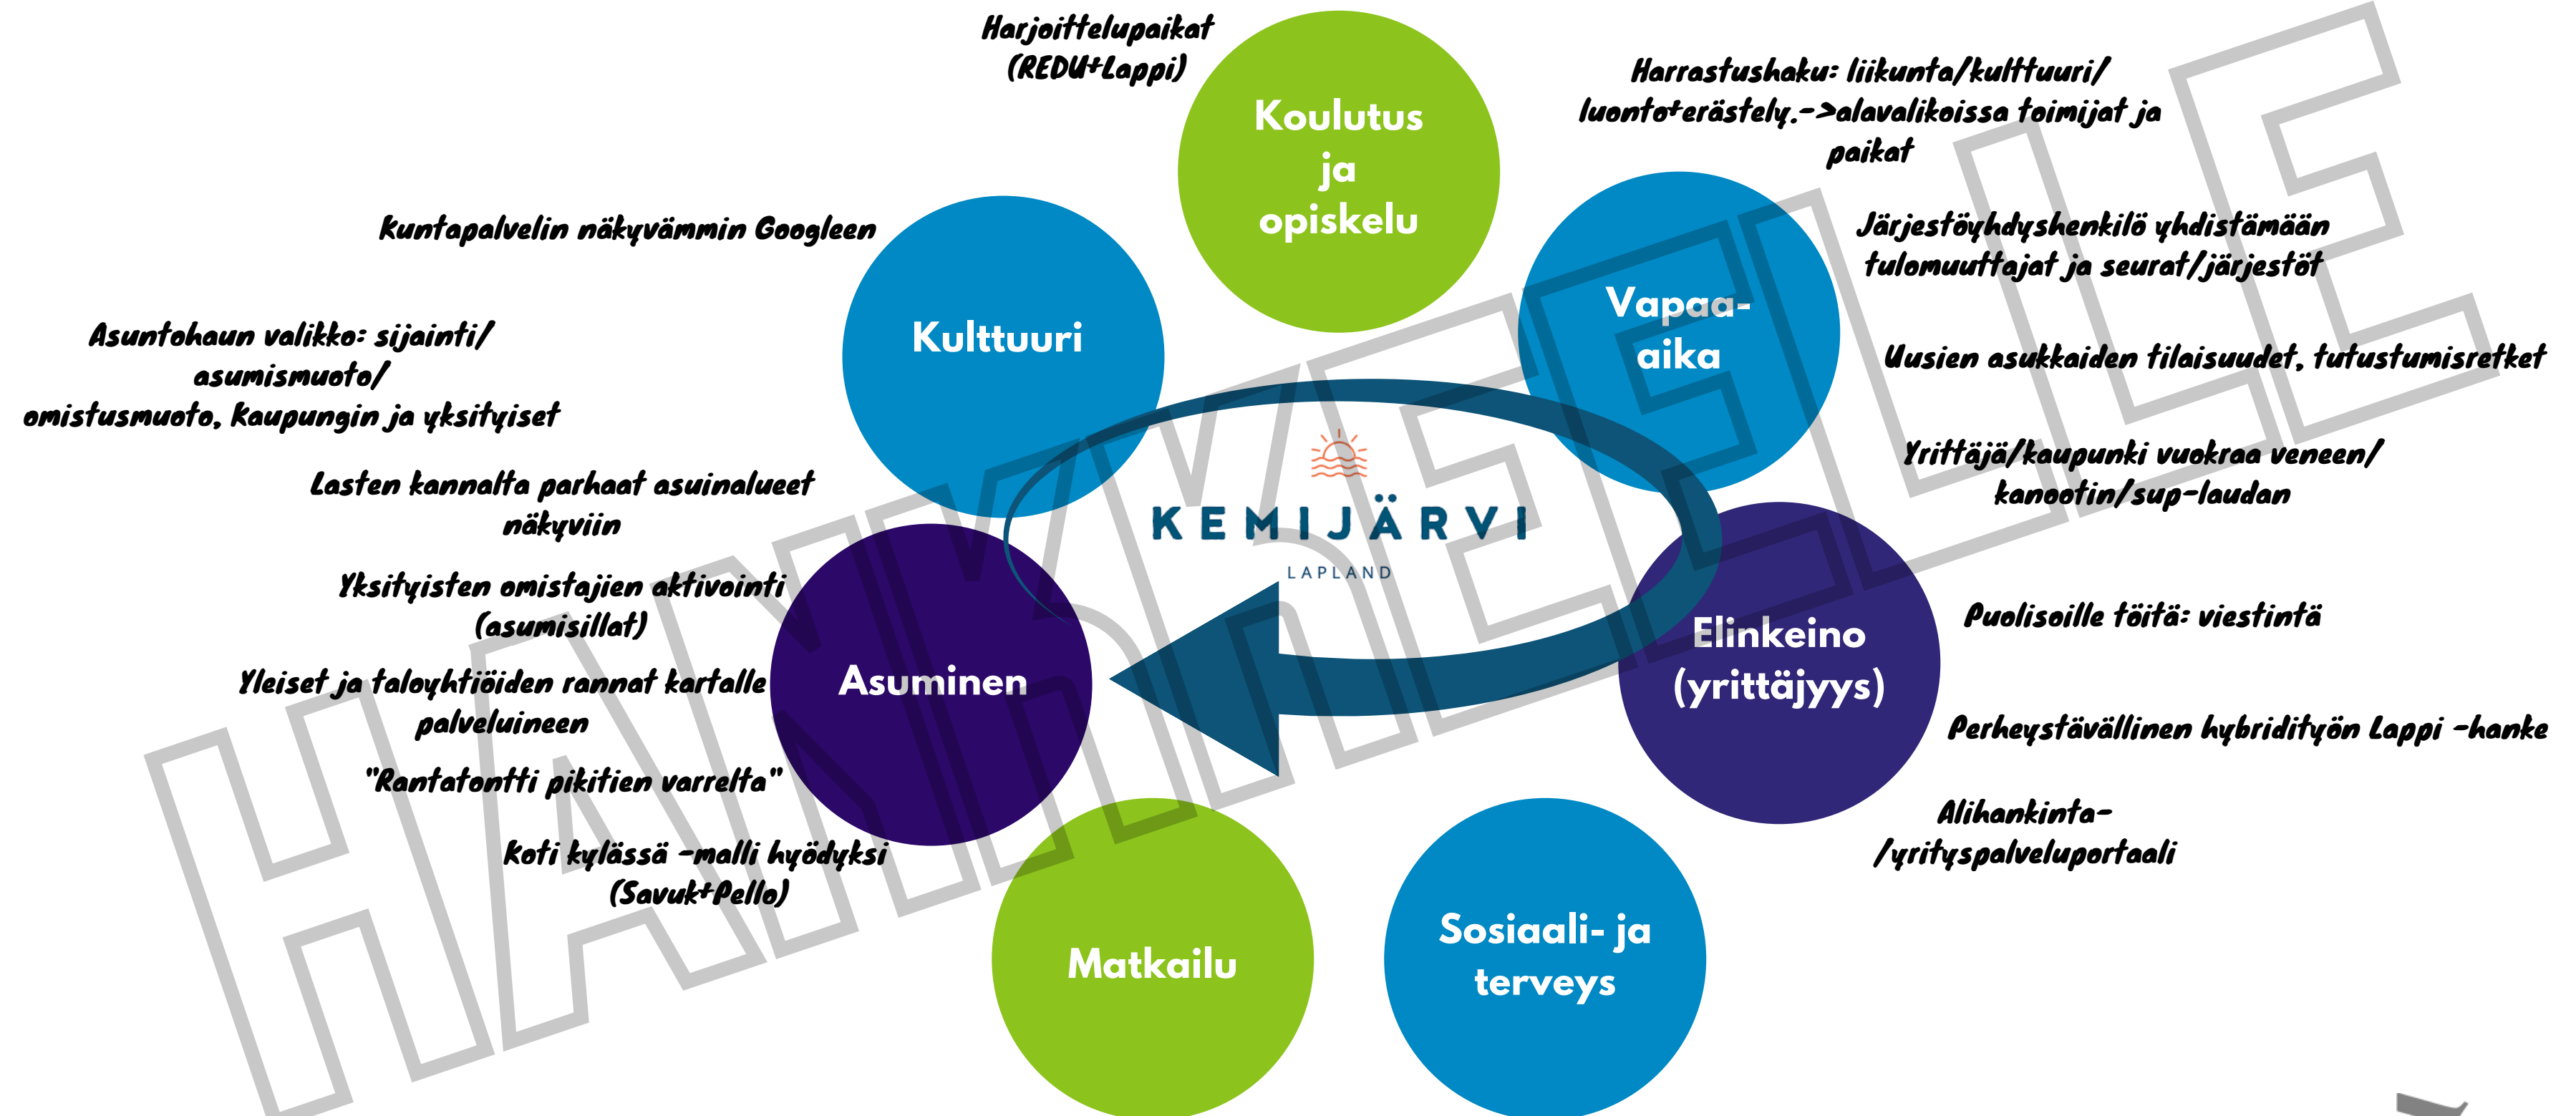 Harjoittelupaikat
(REDU+Lappi)
Koulutus
ja
opiskelu
Harrastushaku: liikunta/kulttuuri/
luonto+erästely.->alavalikoissa toimijat ja
paikat
Kuntapalvelin näkyvämmin Googleen
Kulttuuri
Vapaa-
aika
Järjestöyhdyshenkilö yhdistämään
tulomuuttajat ja seurat/järjestöt
Uusien asukkaiden tilaisuudet, tutustumisretket
Asuntohaun valikko: sijainti/
asumismuoto/
omistusmuoto, Kaupungin ja yksityiset
Yrittäjä/kaupunki vuokraa veneen/
kanootin/sup-laudan
Lasten kannalta parhaat asuinalueet
näkyviin
KEMIJÄRVI
LAPLAND
Yksityisten omistajien aktivointi
(asumisillat)
Elinkeino
(yrittäjyys)
Puolisoille töitä: viestintä
Asuminen
Yleiset ja taloyhtiöiden rannat kartalle
palveluineen
Perheystävällinen hybridityön Lappi -hanke
"Rantatontti pikitien varrelta"
Alihankinta-
/yrityspalveluportaali
Koti kylässä -malli hyödyksi
(Savuk+Pello)
Matkailu
Sosiaali- ja
terveys
HANKKEELLE